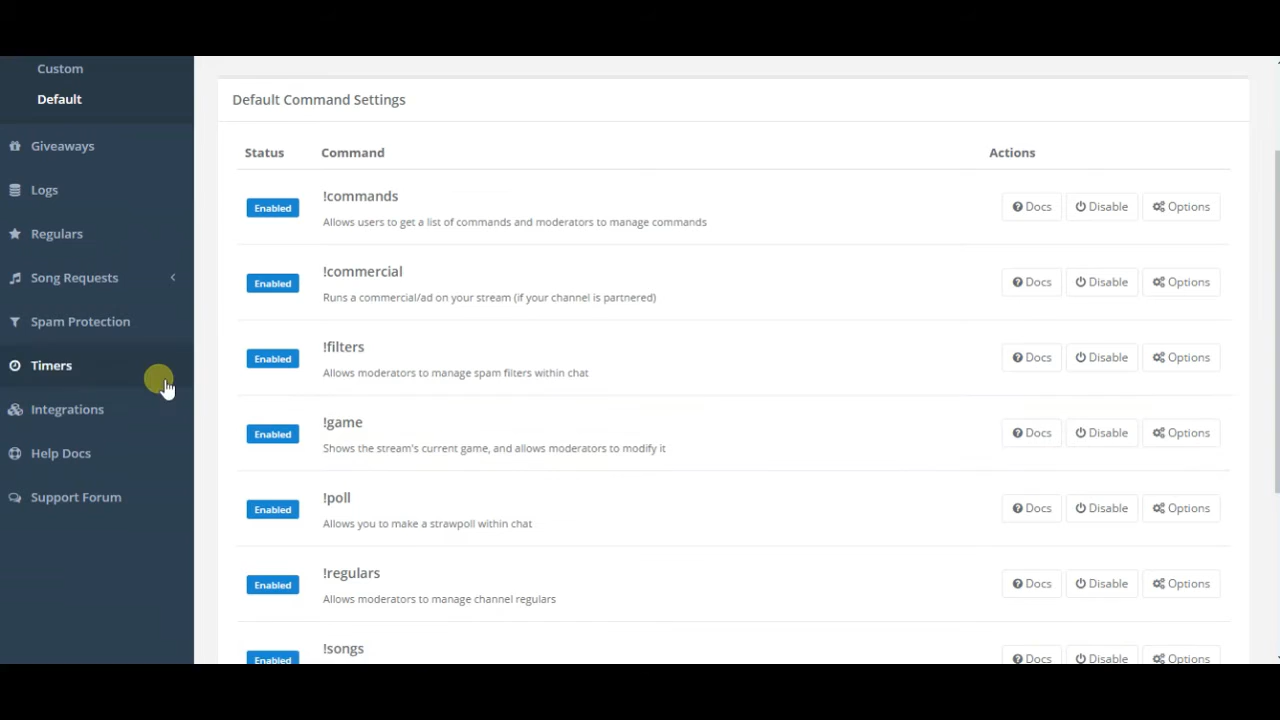 Custom
Default
Giveaways
Logs
Regulars
Song Requests
Spam Protection
Timers
Integrations
Help Docs
Support Forum
Default Command Settings
Status Command Actions
Enabled !commands Docs Disable Options
Allows users to get a list of commands and moderators to manage commands
Enabled !commercial Docs Disable Options
Runs a commercial/ad on your stream (if your channel is partnered)
Enabled !filters Docs Disable Options
Allows moderators to manage spam filters within chat
Enabled !game Docs Disable Options
Shows the stream's current game, and allows moderators to modify it
Enabled !poll Docs Disable Options
Allows you to make a strawpoll within chat
Enabled !regulars Docs Disable Options
Allows moderators to manage channel regulars
Enabled !songs Docs Disable Options